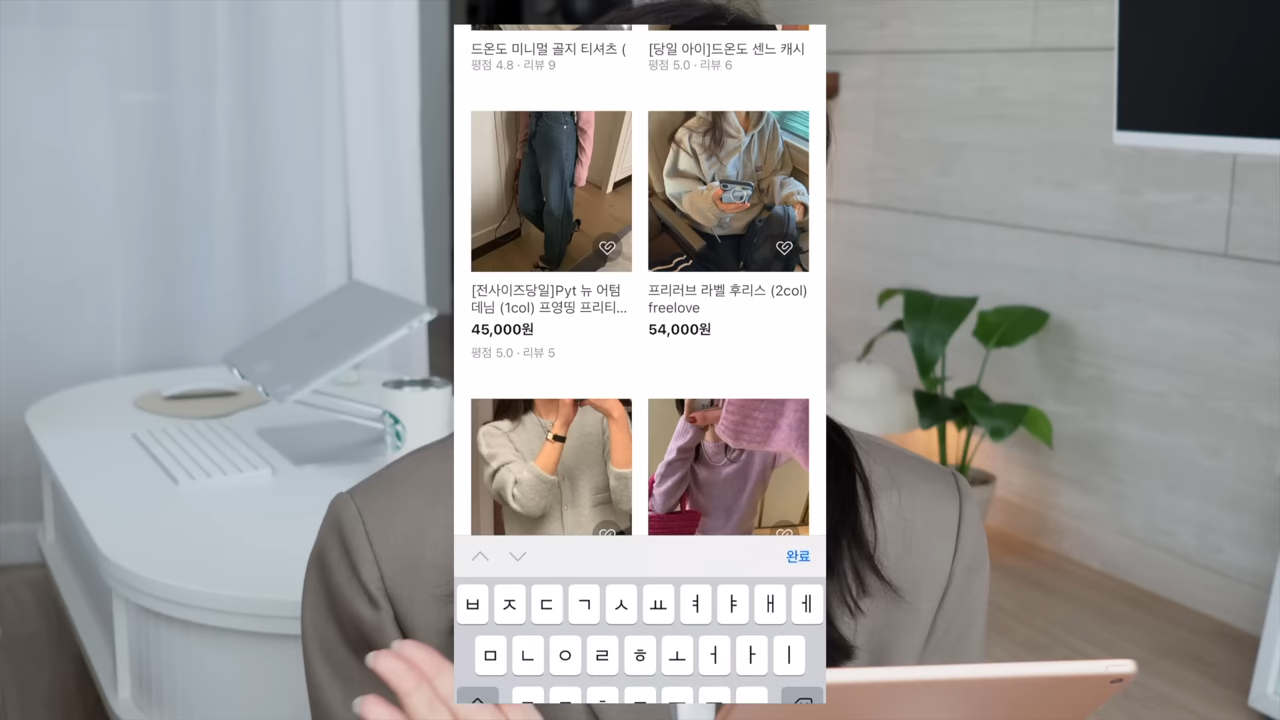 드온도 미니멀 골지 티셔츠 (
평점 4.8 · 리뷰 9
[당일 아이]드온도 센느 캐시
평점 5.0 · 리뷰 6
[전사이즈당일]Pyt 뉴 어텀
데님 (1col) 프영띵 프리티...
45,000원
평점 5.0 · 리뷰 5
프리러브 라벨 후리스 (2col)
freelove
54,000원
완료
ㅂ ㅈ ㄷ ㄱ ㅅ ㅛ ㅕ ㅑ ㅐ ㅔ
ㅁ ㄴ ㅇ ㄹ ㅎ ㅗ ㅓ ㅏ ㅣ